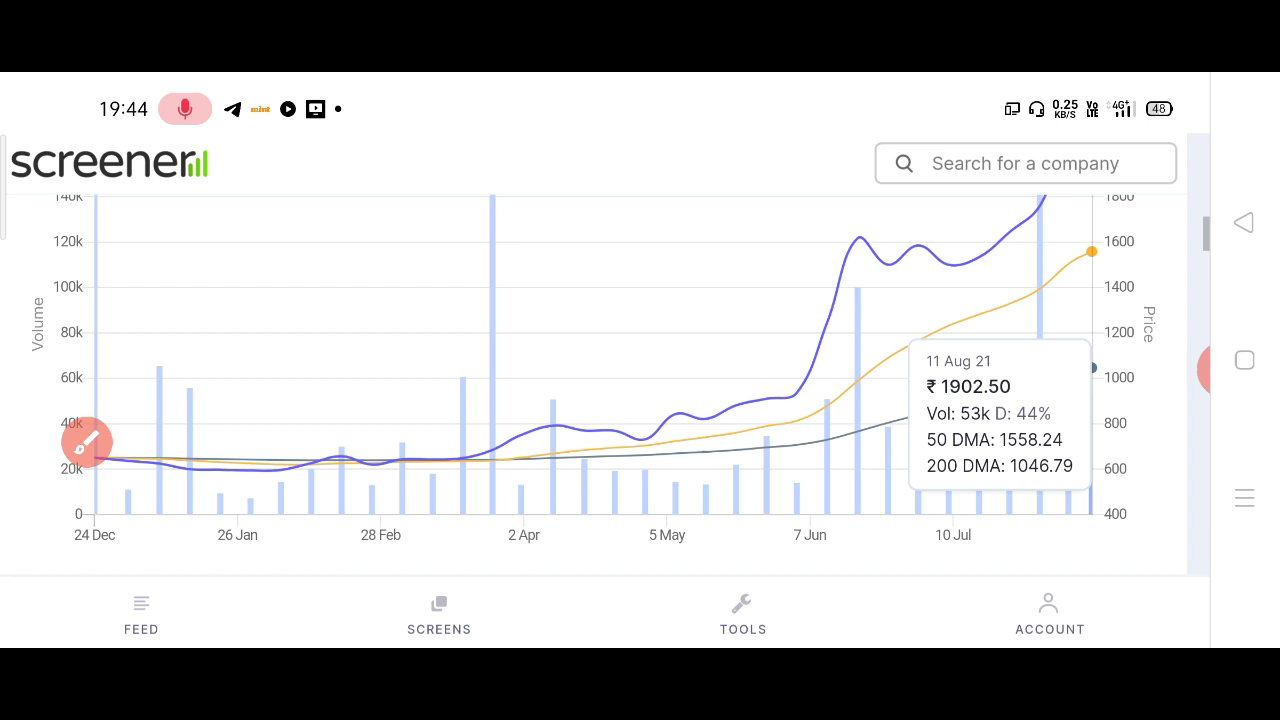 19:44 mint 0.25 KB/S Vo LTE 4G+ 48
screener Search for a company
140k 1800
120k 1600
100k 1400
80k 1200
60k 1000
40k 800
20k 600
0 400
Volume
Price
11 Aug 21
₹ 1902.50
Vol: 53k D: 44%
50 DMA: 1558.24
200 DMA: 1046.79
24 Dec 26 Jan 28 Feb 2 Apr 5 May 7 Jun 10 Jul
FEED SCREENS TOOLS ACCOUNT